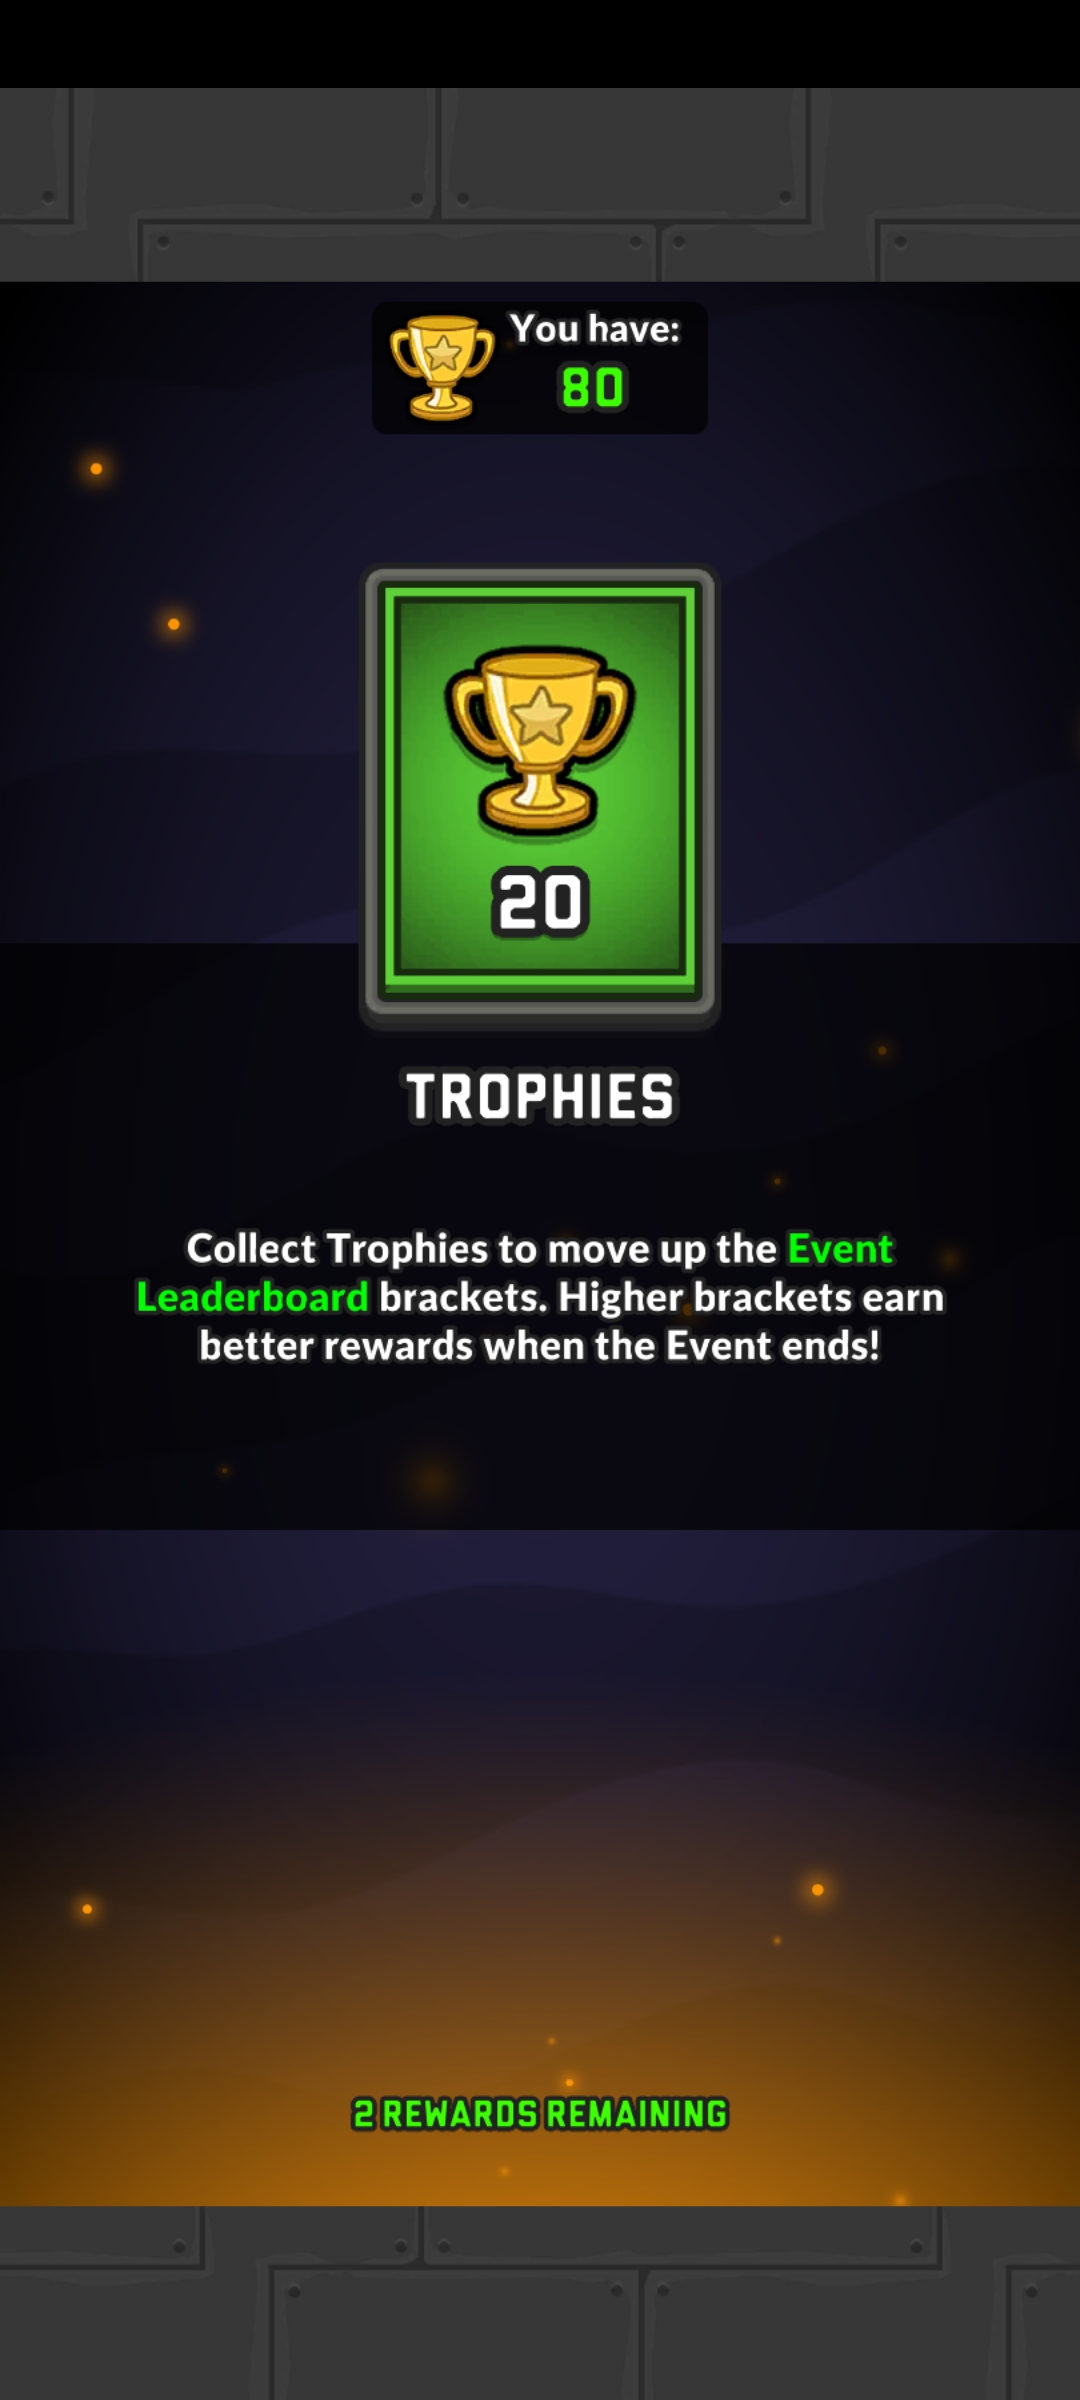 You have:
80
20
TROPHIES
Collect Trophies to move up the Event
Leaderboard brackets. Higher brackets earn
better rewards when the Event ends!
2 REWARDS REMAINING